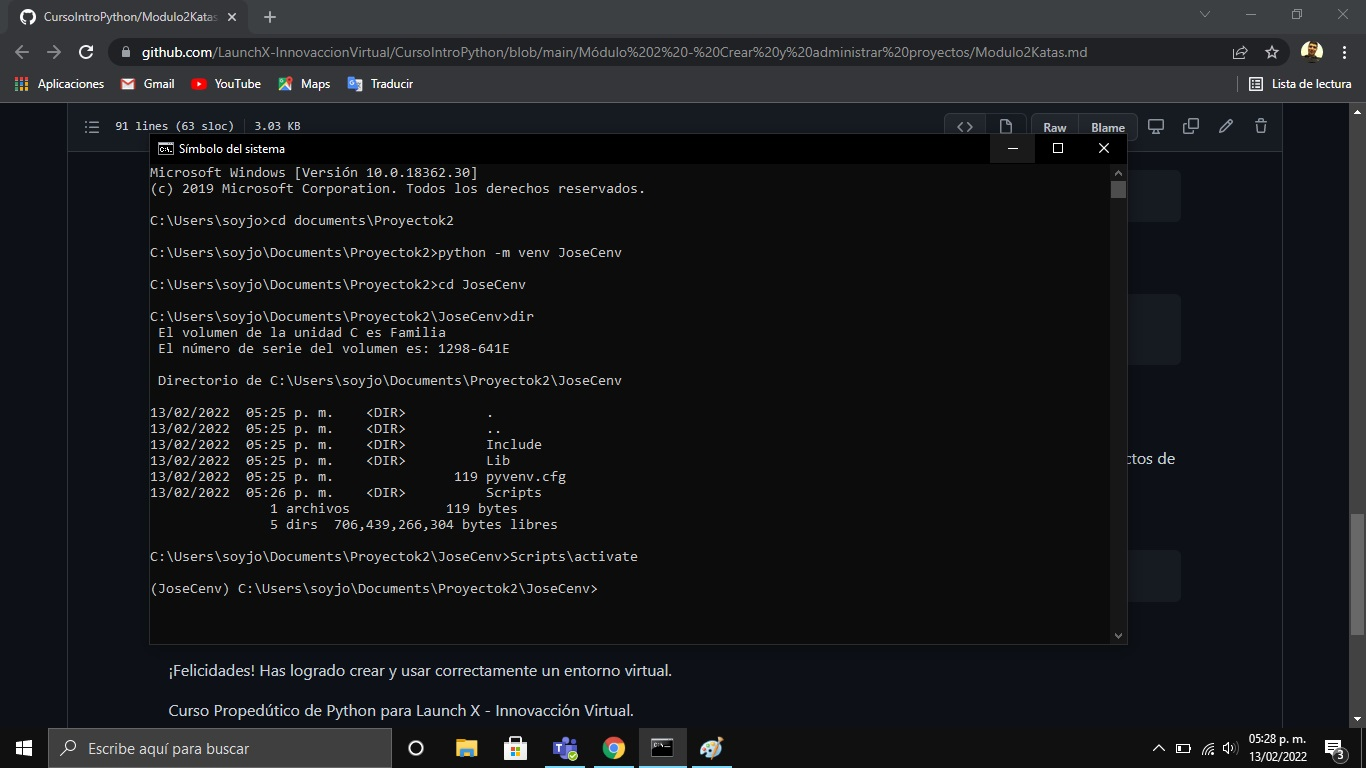 CursoIntroPython/Modulo2Katas
github.com/LaunchX-InnovaccionVirtual/CursoIntroPython/blob/main/Módulo%202%20-%20Crear%20y%20administrar%20proyectos/Modulo2Katas.md
Aplicaciones Gmail YouTube Maps Traducir Lista de lectura
91 lines (63 sloc) 3.03 KB Raw Blame
Símbolo del sistema
Microsoft Windows [Versión 10.0.18362.30]
(c) 2019 Microsoft Corporation. Todos los derechos reservados.
C:\Users\soyjo>cd documents\Proyectok2
C:\Users\soyjo\Documents\Proyectok2>python -m venv JoseCenv
C:\Users\soyjo\Documents\Proyectok2>cd JoseCenv
C:\Users\soyjo\Documents\Proyectok2\JoseCenv>dir
El volumen de la unidad C es Familia
El número de serie del volumen es: 1298-641E
Directorio de C:\Users\soyjo\Documents\Proyectok2\JoseCenv
13/02/2022 05:25 p. m. <DIR> .
13/02/2022 05:25 p. m. <DIR> ..
13/02/2022 05:25 p. m. <DIR> Include
13/02/2022 05:25 p. m. <DIR> Lib
13/02/2022 05:25 p. m. 119 pyvenv.cfg
13/02/2022 05:26 p. m. <DIR> Scripts
1 archivos 119 bytes
5 dirs 706,439,266,304 bytes libres
C:\Users\soyjo\Documents\Proyectok2\JoseCenv>Scripts\activate
(JoseCenv) C:\Users\soyjo\Documents\Proyectok2\JoseCenv>
ctos de
¡Felicidades! Has logrado crear y usar correctamente un entorno virtual.
Curso Propedútico de Python para Launch X - Innovacción Virtual.
Escribe aquí para buscar
05:28 p. m.
13/02/2022
3